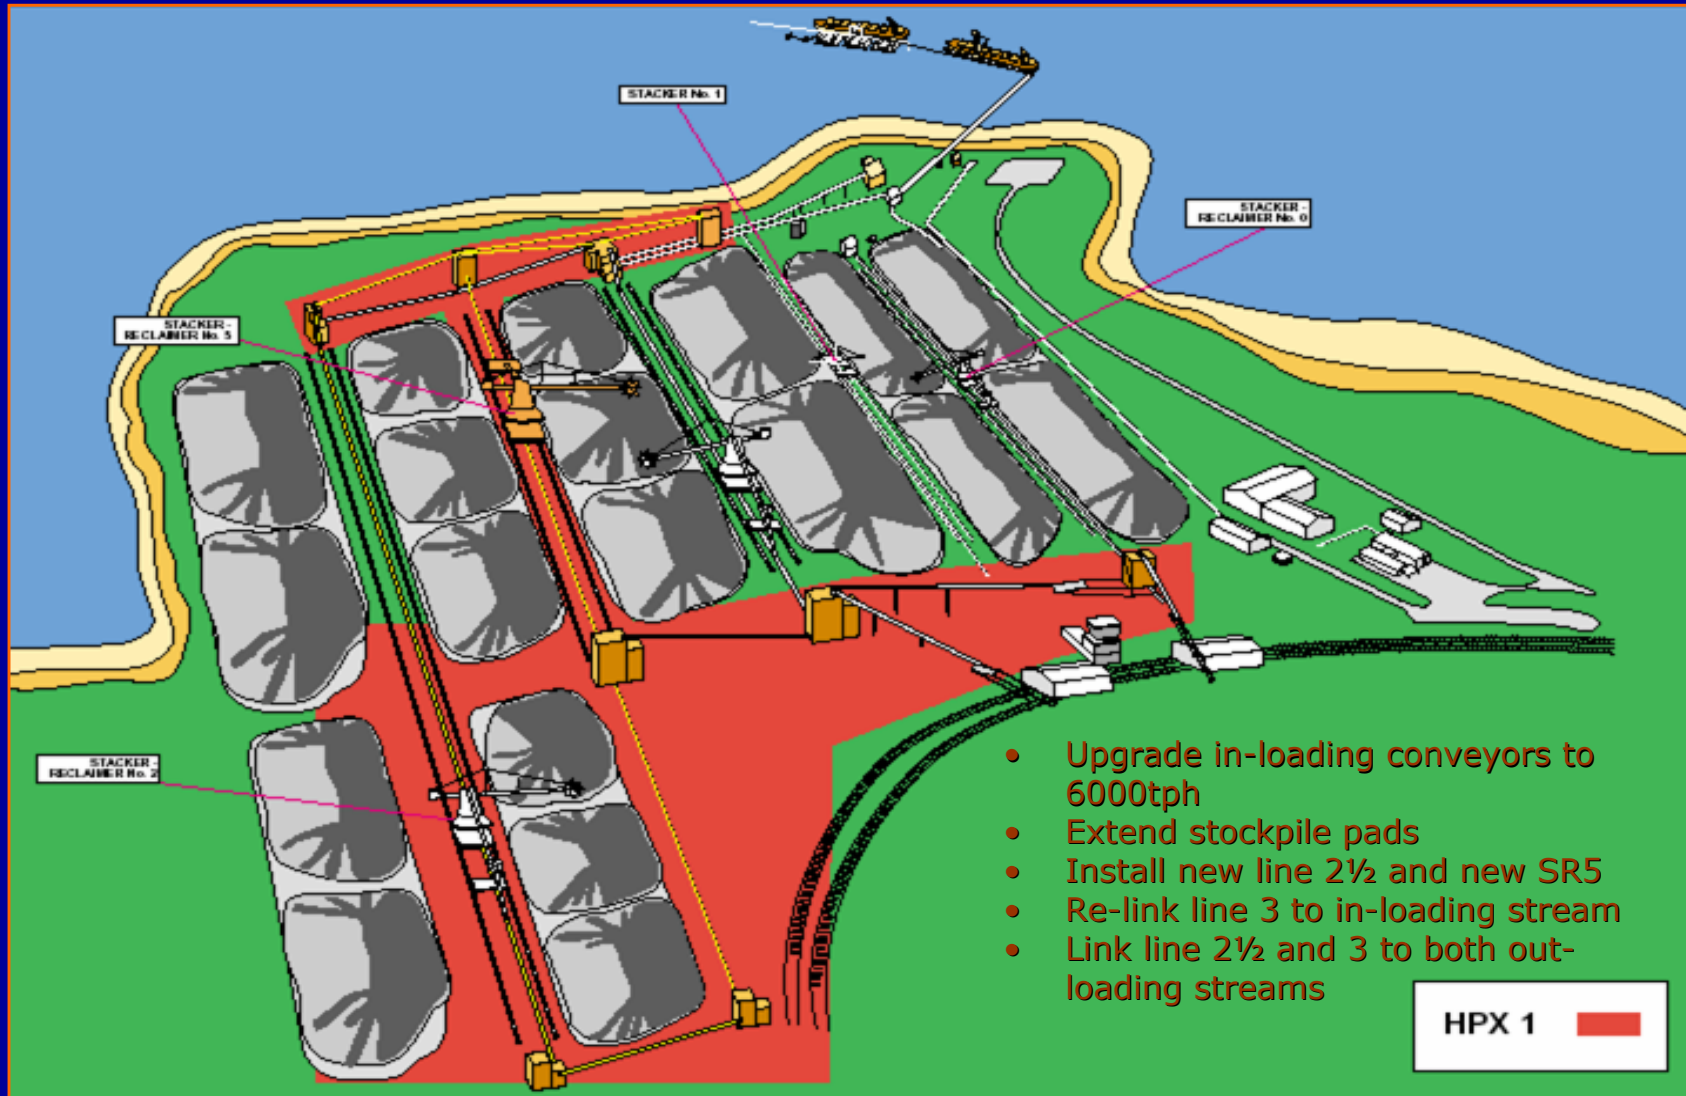 STACKER No. 1
STACKER -
RECLAIMER No. 0
STACKER -
RECLAIMER No. 5
STACKER -
RECLAIMER No. 2
• Upgrade in-loading conveyors to
6000tph
• Extend stockpile pads
• Install new line 2½ and new SR5
• Re-link line 3 to in-loading stream
• Link line 2½ and 3 to both out-
loading streams
HPX 1